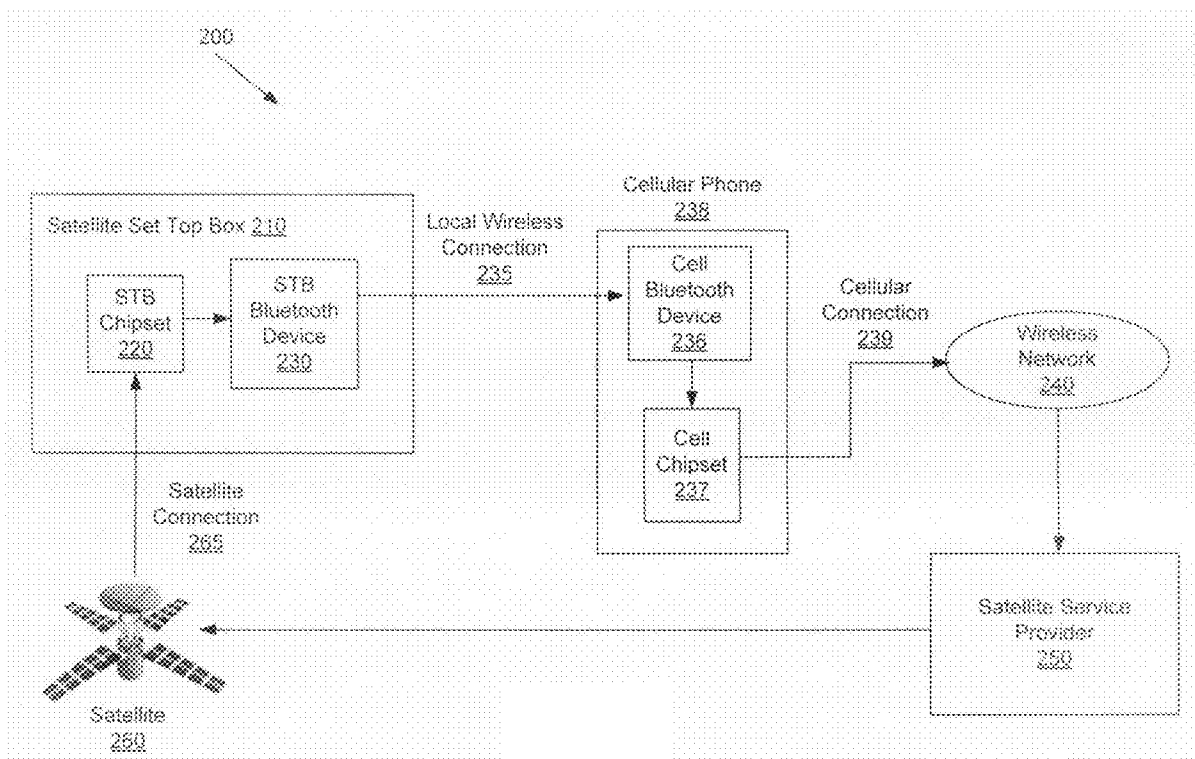 200
Cellular Phone
238
Satellite Set Top Box 210
Local Wireless
Connection
235
STB
Chipset
220
STB
Bluetooth
Device
230
Cell
Bluetooth
Device
236
Cellular
Connection
239
Wireless
Network
240
Cell
Chipset
237
Satellite
Connection
265
Satellite Service
Provider
250
Satellite
260